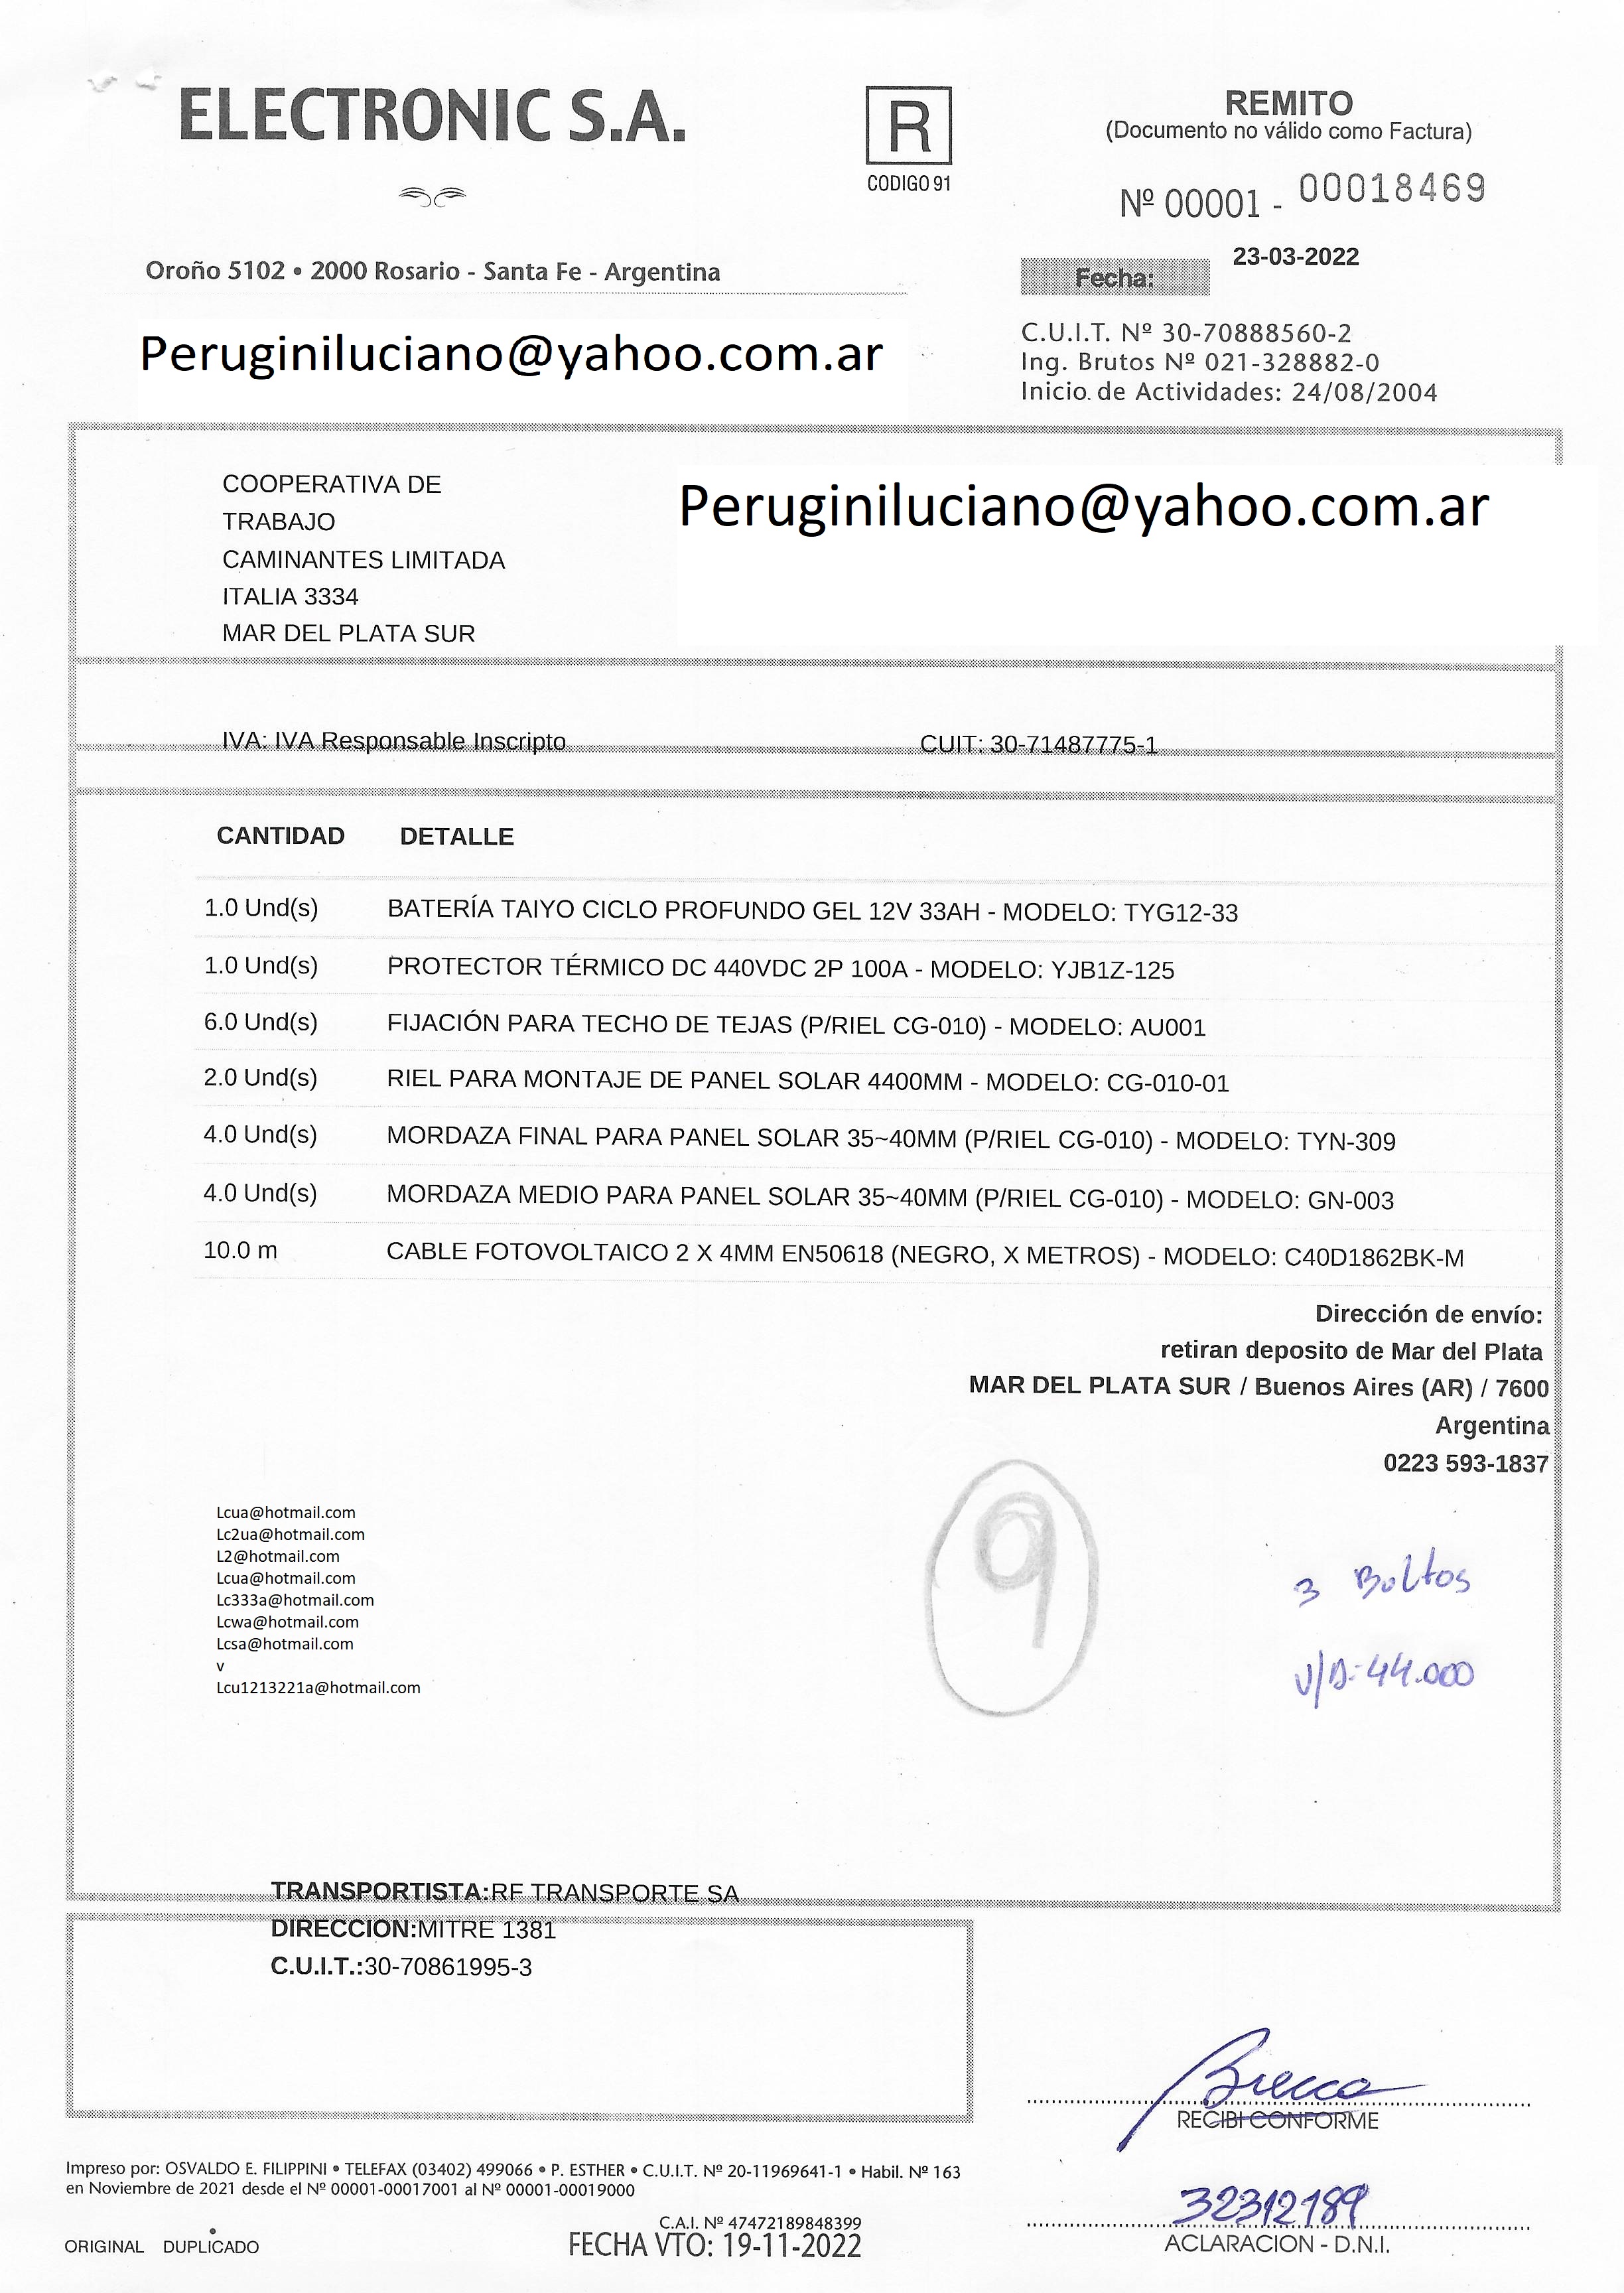 ELECTRONIC S.A.
R
CODIGO 91
REMITO
(Documento no válido como Factura)
Nº 00001 - 00018469
Oroño 5102 • 2000 Rosario - Santa Fe - Argentina
Fecha: 23-03-2022
Peruginiluciano@yahoo.com.ar
C.U.I.T. Nº 30-70888560-2
Ing. Brutos Nº 021-328882-0
Inicio de Actividades: 24/08/2004
COOPERATIVA DE
TRABAJO
CAMINANTES LIMITADA
ITALIA 3334
MAR DEL PLATA SUR
Peruginiluciano@yahoo.com.ar
IVA: IVA Responsable Inscripto CUIT: 30-71487775-1
CANTIDAD DETALLE
1.0 Und(s) BATERÍA TAIYO CICLO PROFUNDO GEL 12V 33AH - MODELO: TYG12-33
1.0 Und(s) PROTECTOR TÉRMICO DC 440VDC 2P 100A - MODELO: YJB1Z-125
6.0 Und(s) FIJACIÓN PARA TECHO DE TEJAS (P/RIEL CG-010) - MODELO: AU001
2.0 Und(s) RIEL PARA MONTAJE DE PANEL SOLAR 4400MM - MODELO: CG-010-01
4.0 Und(s) MORDAZA FINAL PARA PANEL SOLAR 35~40MM (P/RIEL CG-010) - MODELO: TYN-309
4.0 Und(s) MORDAZA MEDIO PARA PANEL SOLAR 35~40MM (P/RIEL CG-010) - MODELO: GN-003
10.0 m CABLE FOTOVOLTAICO 2 X 4MM EN50618 (NEGRO, X METROS) - MODELO: C40D1862BK-M
Dirección de envío:
retiran deposito de Mar del Plata
MAR DEL PLATA SUR / Buenos Aires (AR) / 7600
Argentina
0223 593-1837
Lcua@hotmail.com
Lc2ua@hotmail.com
L2@hotmail.com
Lcua@hotmail.com
Lc333a@hotmail.com
Lcwa@hotmail.com
Lcsa@hotmail.com
v
Lcu1213221a@hotmail.com
9
3 Bultos
V/D: 44.000
TRANSPORTISTA:RF TRANSPORTE SA
DIRECCION:MITRE 1381
C.U.I.T.:30-70861995-3
Brecca
RECIBI CONFORME
32312189
ACLARACION - D.N.I.
Impreso por: OSVALDO E. FILIPPINI • TELEFAX (03402) 499066 • P. ESTHER • C.U.I.T. Nº 20-11969641-1 • Habil. Nº 163
en Noviembre de 2021 desde el Nº 00001-00017001 al Nº 00001-00019000
C.A.I. Nº 47472189848399
FECHA VTO: 19-11-2022
ORIGINAL DUPLICADO